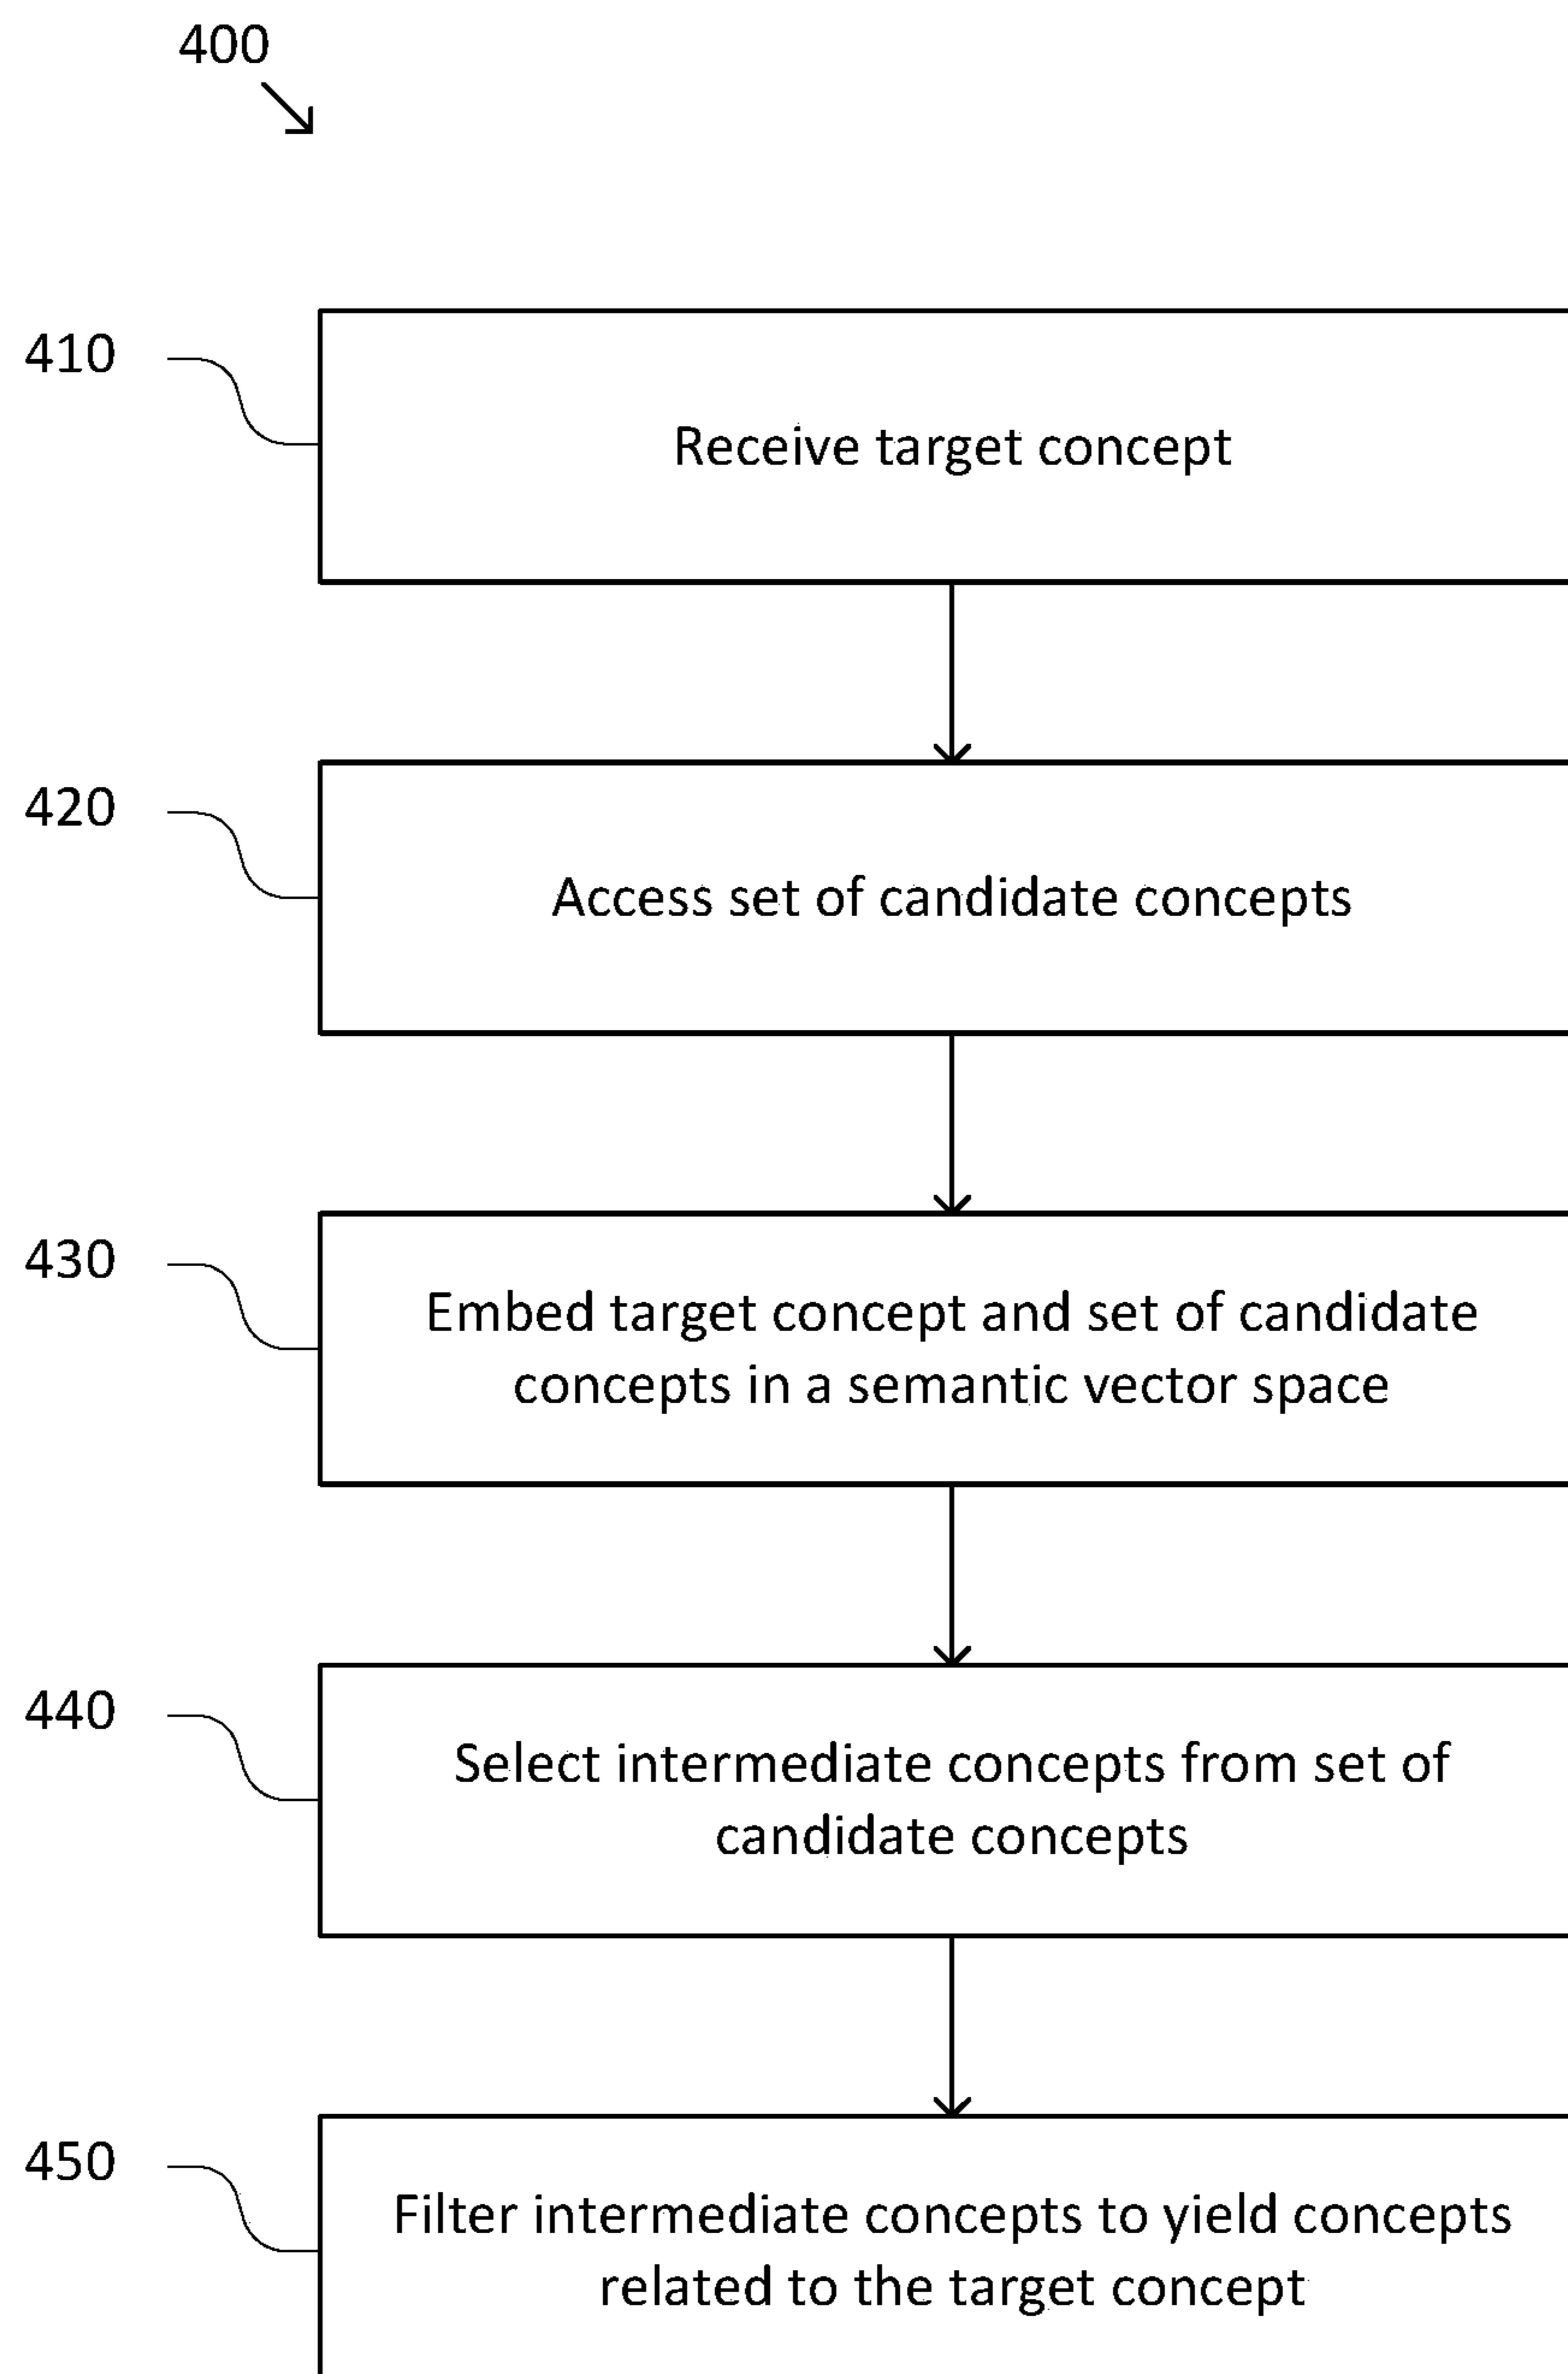 400
410
Receive target concept
420
Access set of candidate concepts
430
Embed target concept and set of candidate
concepts in a semantic vector space
440
Select intermediate concepts from set of
candidate concepts
450
Filter intermediate concepts to yield concepts
related to the target concept